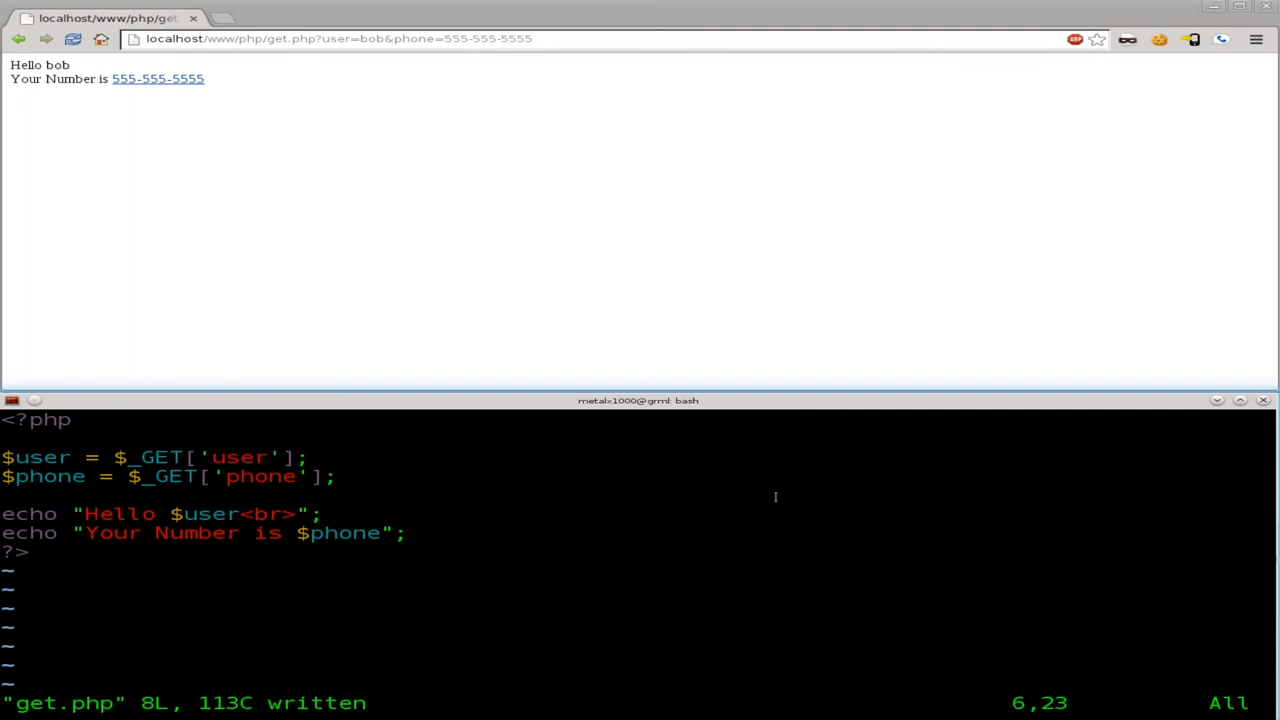 localhost/www/php/get
localhost/www/php/get.php?user=bob&phone=555-555-5555
ABP
Hello bob
Your Number is 555-555-5555
metalx1000@grml: bash
<?php
$user = $_GET['user'];
$phone = $_GET['phone'];
echo "Hello $user<br>";
echo "Your Number is $phone";
?>
~
~
~
~
~
~
~
"get.php" 8L, 113C written 6,23 All